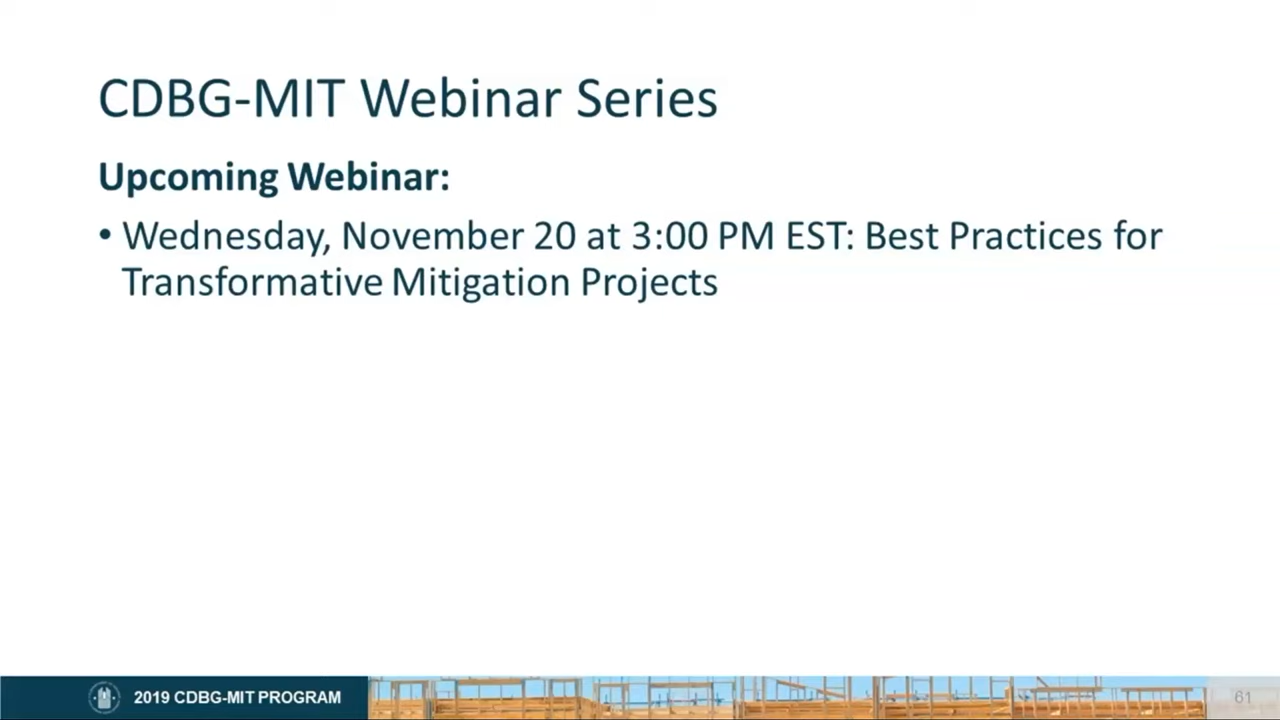 CDBG-MIT Webinar Series
Upcoming Webinar:
• Wednesday, November 20 at 3:00 PM EST: Best Practices for
Transformative Mitigation Projects
2019 CDBG-MIT PROGRAM
61